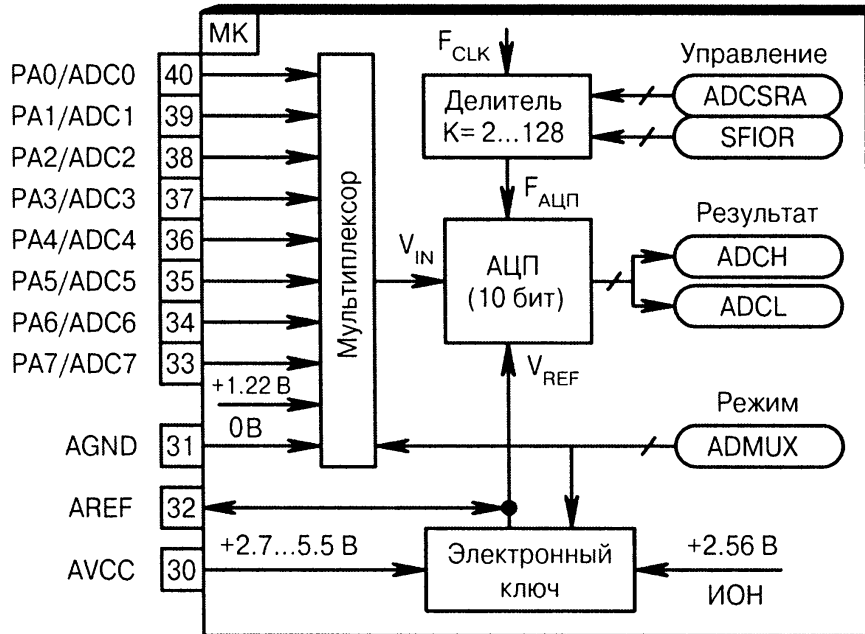 МК
F_CLK
Управление
PA0/ADC0 40
Делитель
K= 2...128
ADCSRA
PA1/ADC1 39
SFIOR
PA2/ADC2 38
PA3/ADC3 37
F_АЦП
Результат
PA4/ADC4 36
Мультиплексор
V_IN
АЦП
(10 бит)
ADCH
PA5/ADC5 35
ADCL
PA6/ADC6 34
PA7/ADC7 33
V_REF
+1.22 В
Режим
0В
AGND 31
ADMUX
AREF 32
+2.7...5.5 В
Электронный
ключ
+2.56 В
AVCC 30
ИОН